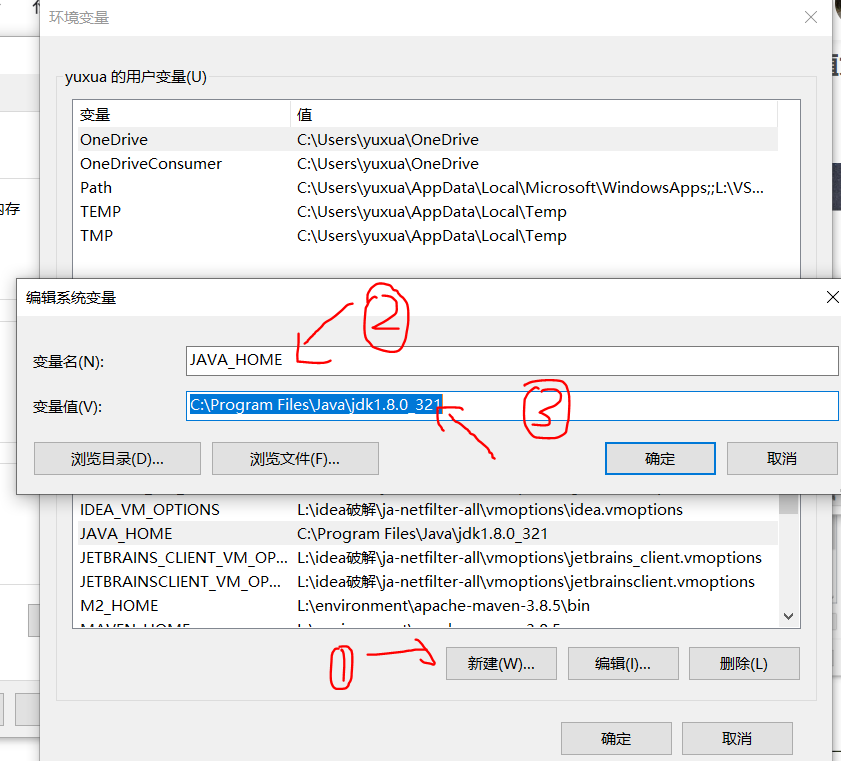 环境变量
yuxua 的用户变量(U)
变量 值
OneDrive C:\Users\yuxua\OneDrive
OneDriveConsumer C:\Users\yuxua\OneDrive
Path C:\Users\yuxua\AppData\Local\Microsoft\WindowsApps;;L:\VS...
TEMP C:\Users\yuxua\AppData\Local\Temp
TMP C:\Users\yuxua\AppData\Local\Temp
内存
编辑系统变量
2
变量名(N): JAVA_HOME
变量值(V): C:\Program Files\Java\jdk1.8.0_321
3
浏览目录(D)... 浏览文件(F)... 确定 取消
IDEA_VM_OPTIONS L:\idea破解\ja-netfilter-all\vmoptions\idea.vmoptions
JAVA_HOME C:\Program Files\Java\jdk1.8.0_321
JETBRAINS_CLIENT_VM_OP... L:\idea破解\ja-netfilter-all\vmoptions\jetbrains_client.vmoptions
JETBRAINSCLIENT_VM_OP... L:\idea破解\ja-netfilter-all\vmoptions\jetbrainsclient.vmoptions
M2_HOME L:\environment\apache-maven-3.8.5\bin
MAVEN_HOME L:\environment\apache-maven-3.8.5
1
新建(W)... 编辑(I)... 删除(L)
确定 取消